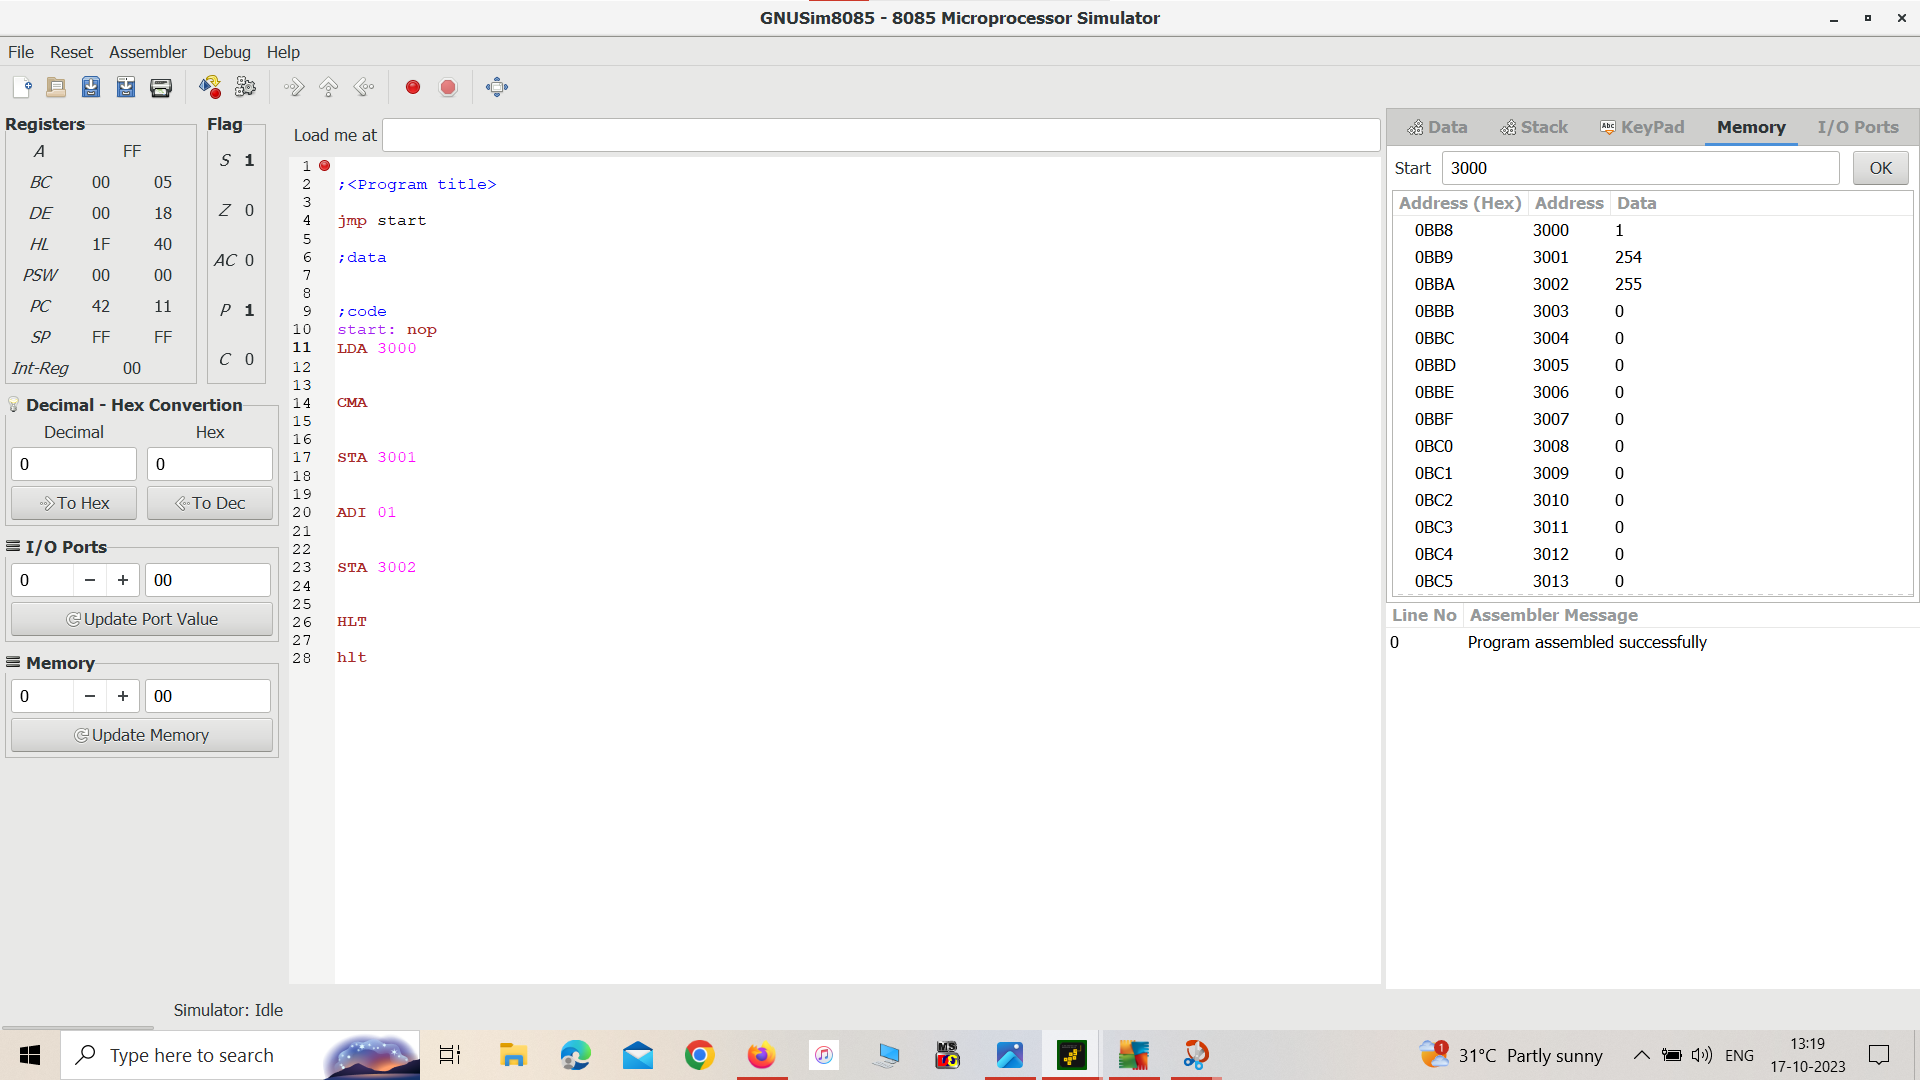 GNUSim8085 - 8085 Microprocessor Simulator
File Reset Assembler Debug Help
Registers
A FF
BC 00 05
DE 00 18
HL 1F 40
PSW 00 00
PC 42 11
SP FF FF
Int-Reg 00
Flag
S 1
Z 0
AC 0
P 1
C 0
Decimal - Hex Convertion
Decimal Hex
0 0
To Hex To Dec
I/O Ports
0 − + 00
Update Port Value
Memory
0 − + 00
Update Memory
Load me at
1
2 ;<Program title>
3
4 jmp start
5
6 ;data
7
8
9 ;code
10 start: nop
11 LDA 3000
12
13
14 CMA
15
16
17 STA 3001
18
19
20 ADI 01
21
22
23 STA 3002
24
25
26 HLT
27
28 hlt
Data Stack Abc KeyPad Memory I/O Ports
Start 3000 OK
Address (Hex) Address Data
0BB8 3000 1
0BB9 3001 254
0BBA 3002 255
0BBB 3003 0
0BBC 3004 0
0BBD 3005 0
0BBE 3006 0
0BBF 3007 0
0BC0 3008 0
0BC1 3009 0
0BC2 3010 0
0BC3 3011 0
0BC4 3012 0
0BC5 3013 0
Line No Assembler Message
0 Program assembled successfully
Simulator: Idle
Type here to search
MS
1
31°C Partly sunny
ENG
13:19
17-10-2023